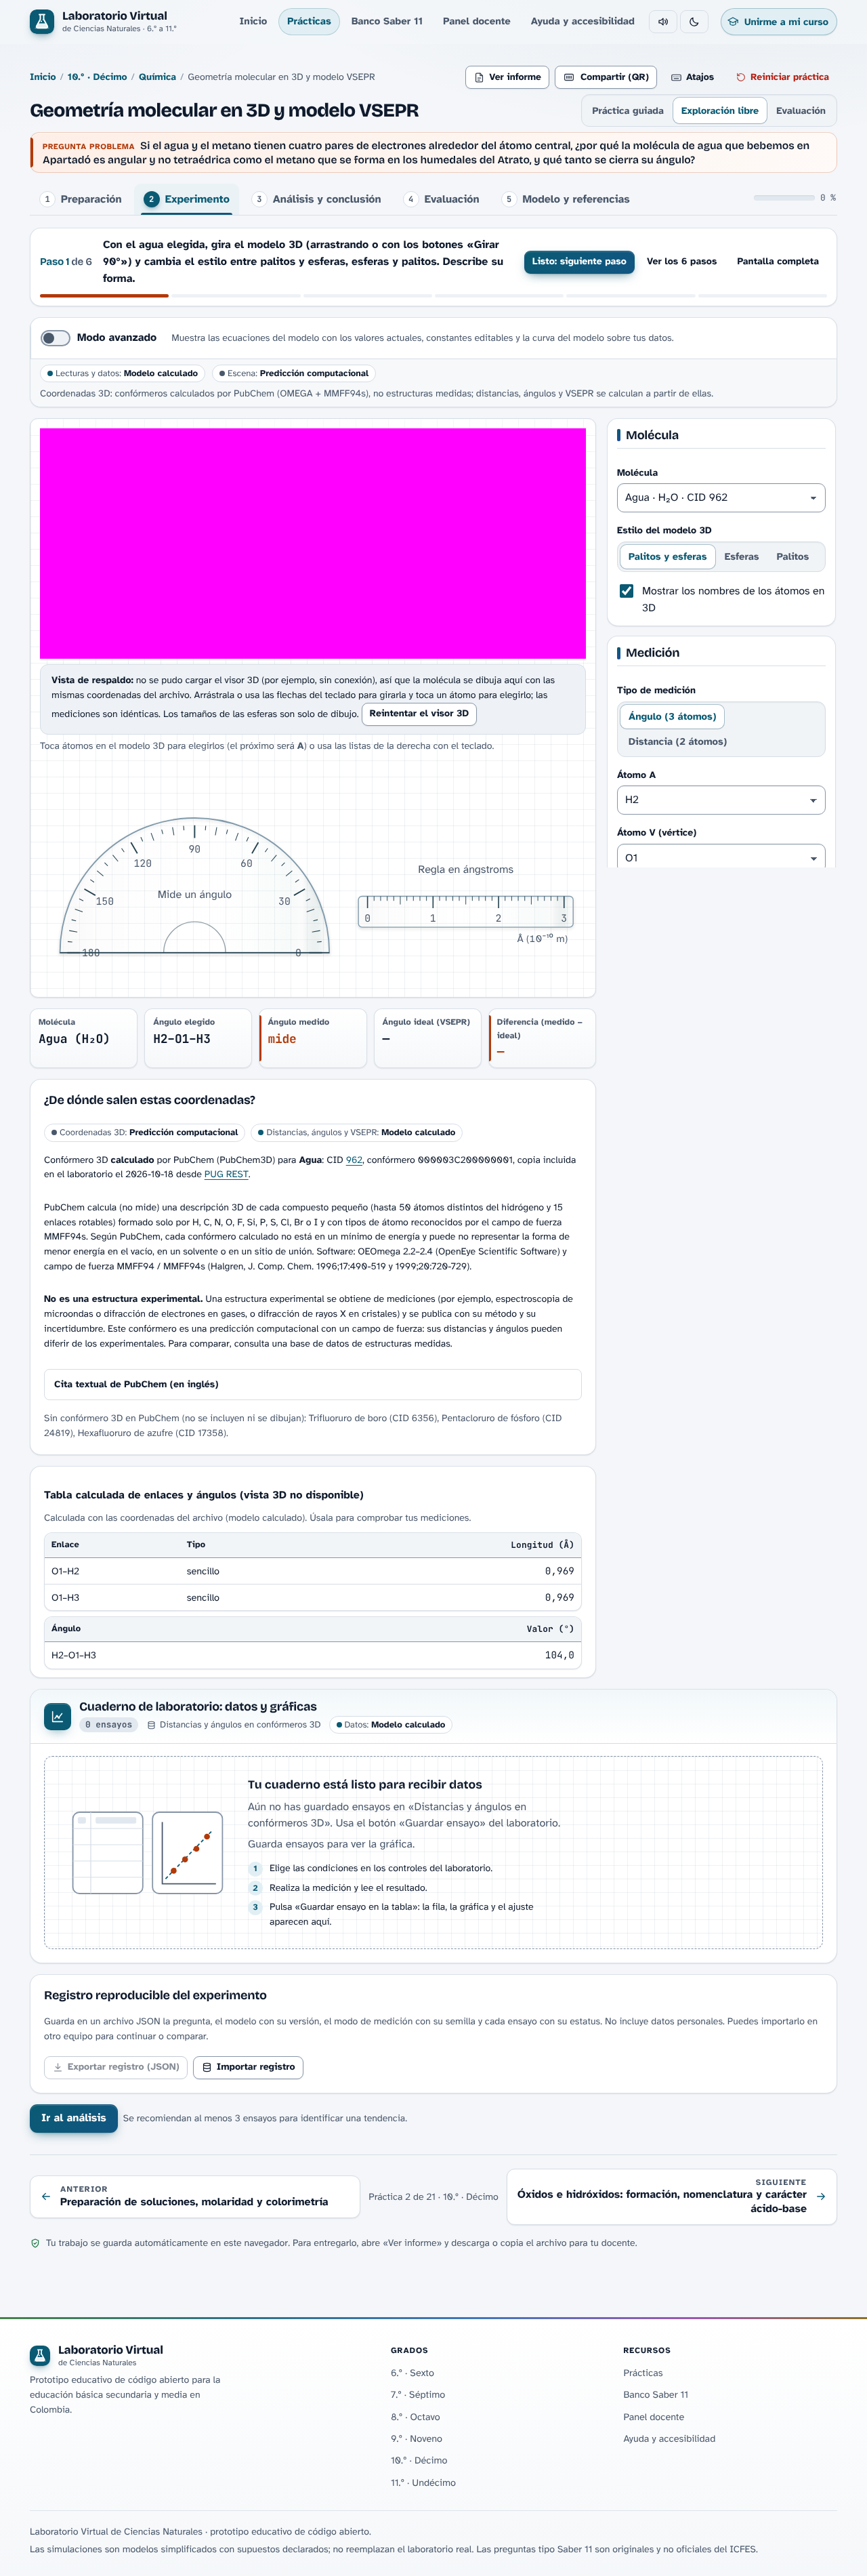 Laboratorio Virtual
de Ciencias Naturales · 6.° a 11.°
Inicio
Prácticas
Banco Saber 11
Panel docente
Ayuda y accesibilidad
Unirme a mi curso
Inicio / 10.° · Décimo / Química / Geometría molecular en 3D y modelo VSEPR
Ver informe
Compartir (QR)
Atajos
Reiniciar práctica
Geometría molecular en 3D y modelo VSEPR
Práctica guiada
Exploración libre
Evaluación
PREGUNTA PROBLEMA Si el agua y el metano tienen cuatro pares de electrones alrededor del átomo central, ¿por qué la molécula de agua que bebemos en
Apartadó es angular y no tetraédrica como el metano que se forma en los humedales del Atrato, y qué tanto se cierra su ángulo?
1 Preparación
2 Experimento
3 Análisis y conclusión
4 Evaluación
5 Modelo y referencias
0 %
Paso 1 de 6
Con el agua elegida, gira el modelo 3D (arrastrando o con los botones «Girar
90°») y cambia el estilo entre palitos y esferas, esferas y palitos. Describe su
forma.
Listo: siguiente paso
Ver los 6 pasos
Pantalla completa
Modo avanzado
Muestra las ecuaciones del modelo con los valores actuales, constantes editables y la curva del modelo sobre tus datos.
Lecturas y datos: Modelo calculado
Escena: Predicción computacional
Coordenadas 3D: confórmeros calculados por PubChem (OMEGA + MMFF94s), no estructuras medidas; distancias, ángulos y VSEPR se calculan a partir de ellas.
Vista de respaldo: no se pudo cargar el visor 3D (por ejemplo, sin conexión), así que la molécula se dibuja aquí con las
mismas coordenadas del archivo. Arrástrala o usa las flechas del teclado para girarla y toca un átomo para elegirlo; las
mediciones son idénticas. Los tamaños de las esferas son solo de dibujo. Reintentar el visor 3D
Toca átomos en el modelo 3D para elegirlos (el próximo será A) o usa las listas de la derecha con el teclado.
90
120
60
150
30
180
0
Mide un ángulo
Regla en ángstroms
0 1 2 3
Å (10⁻¹⁰ m)
Molécula
Molécula
Agua · H₂O · CID 962
Estilo del modelo 3D
Palitos y esferas
Esferas
Palitos
Mostrar los nombres de los átomos en
3D
Medición
Tipo de medición
Ángulo (3 átomos)
Distancia (2 átomos)
Átomo A
H2
Átomo V (vértice)
O1
Molécula
Agua (H₂O)
Ángulo elegido
H2–O1–H3
Ángulo medido
mide
Ángulo ideal (VSEPR)
—
Diferencia (medido –
ideal)
—
¿De dónde salen estas coordenadas?
Coordenadas 3D: Predicción computacional
Distancias, ángulos y VSEPR: Modelo calculado
Confórmero 3D calculado por PubChem (PubChem3D) para Agua: CID 962, confórmero 000003C200000001, copia incluida
en el laboratorio el 2026-10-18 desde PUG REST.
PubChem calcula (no mide) una descripción 3D de cada compuesto pequeño (hasta 50 átomos distintos del hidrógeno y 15
enlaces rotables) formado solo por H, C, N, O, F, Si, P, S, Cl, Br o I y con tipos de átomo reconocidos por el campo de fuerza
MMFF94s. Según PubChem, cada confórmero calculado no está en un mínimo de energía y puede no representar la forma de
menor energía en el vacío, en un solvente o en un sitio de unión. Software: OEOmega 2.2–2.4 (OpenEye Scientific Software) y
campo de fuerza MMFF94 / MMFF94s (Halgren, J. Comp. Chem. 1996;17:490-519 y 1999;20:720-729).
No es una estructura experimental. Una estructura experimental se obtiene de mediciones (por ejemplo, espectroscopia de
microondas o difracción de electrones en gases, o difracción de rayos X en cristales) y se publica con su método y su
incertidumbre. Este confórmero es una predicción computacional con un campo de fuerza: sus distancias y ángulos pueden
diferir de los experimentales. Para comparar, consulta una base de datos de estructuras medidas.
Cita textual de PubChem (en inglés)
Sin confórmero 3D en PubChem (no se incluyen ni se dibujan): Trifluoruro de boro (CID 6356), Pentacloruro de fósforo (CID
24819), Hexafluoruro de azufre (CID 17358).
Tabla calculada de enlaces y ángulos (vista 3D no disponible)
Calculada con las coordenadas del archivo (modelo calculado). Úsala para comprobar tus mediciones.
Enlace Tipo Longitud (Å)
O1–H2 sencillo 0,969
O1–H3 sencillo 0,969
Ángulo Valor (°)
H2–O1–H3 104,0
Cuaderno de laboratorio: datos y gráficas
0 ensayos
Distancias y ángulos en confórmeros 3D
Datos: Modelo calculado
Tu cuaderno está listo para recibir datos
Aún no has guardado ensayos en «Distancias y ángulos en
confórmeros 3D». Usa el botón «Guardar ensayo» del laboratorio.
Guarda ensayos para ver la gráfica.
1 Elige las condiciones en los controles del laboratorio.
2 Realiza la medición y lee el resultado.
3 Pulsa «Guardar ensayo en la tabla»: la fila, la gráfica y el ajuste
aparecen aquí.
Registro reproducible del experimento
Guarda en un archivo JSON la pregunta, el modelo con su versión, el modo de medición con su semilla y cada ensayo con su estatus. No incluye datos personales. Puedes importarlo en
otro equipo para continuar o comparar.
Exportar registro (JSON)
Importar registro
Ir al análisis
Se recomiendan al menos 3 ensayos para identificar una tendencia.
ANTERIOR
Preparación de soluciones, molaridad y colorimetría
Práctica 2 de 21 · 10.° · Décimo
SIGUIENTE
Óxidos e hidróxidos: formación, nomenclatura y carácter
ácido-base
Tu trabajo se guarda automáticamente en este navegador. Para entregarlo, abre «Ver informe» y descarga o copia el archivo para tu docente.
Laboratorio Virtual
de Ciencias Naturales
Prototipo educativo de código abierto para la
educación básica secundaria y media en
Colombia.
GRADOS
6.° · Sexto
7.° · Séptimo
8.° · Octavo
9.° · Noveno
10.° · Décimo
11.° · Undécimo
RECURSOS
Prácticas
Banco Saber 11
Panel docente
Ayuda y accesibilidad
Laboratorio Virtual de Ciencias Naturales · prototipo educativo de código abierto.
Las simulaciones son modelos simplificados con supuestos declarados; no reemplazan el laboratorio real. Las preguntas tipo Saber 11 son originales y no oficiales del ICFES.